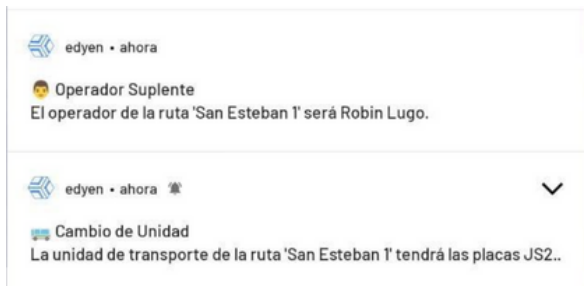 edyen • ahora
👨 Operador Suplente
El operador de la ruta 'San Esteban 1' será Robin Lugo.
edyen • ahora
🚌 Cambio de Unidad
La unidad de transporte de la ruta 'San Esteban 1' tendrá las placas JS2..